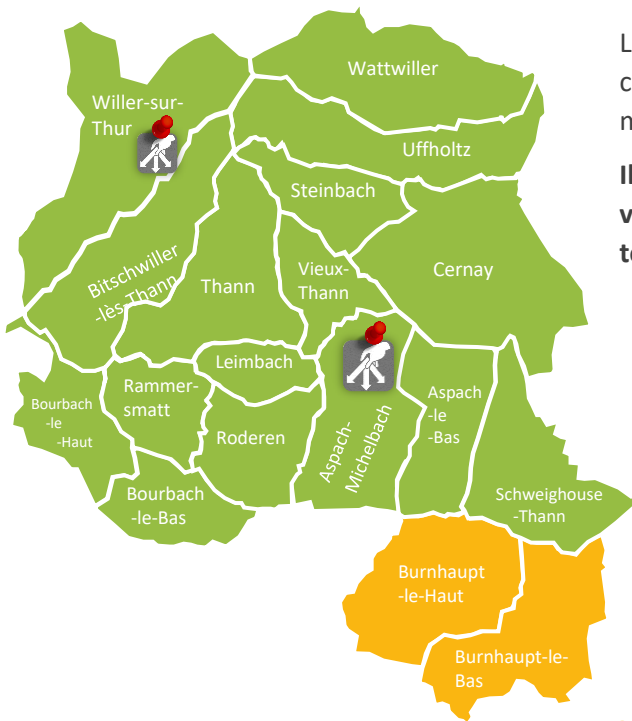 Wattwiller
Willer-sur-
Thur
Uffholtz
Steinbach
Cernay
Bitschwiller
-lès-Thann
Thann
Vieux-
Thann
Leimbach
Rammer-
smatt
Bourbach
-le
-Haut
Roderen
Aspach-
Michelbach
Aspach
-le
-Bas
Bourbach
-le-Bas
Schweighouse
-Thann
Burnhaupt
-le-Haut
Burnhaupt-le-
Bas